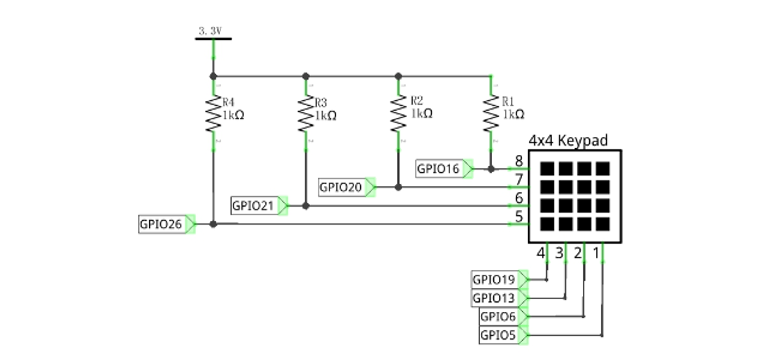 3.3V
R4
1kΩ
R3
1kΩ
R2
1kΩ
R1
1kΩ
4x4 Keypad
GPIO16
8
GPIO20
7
GPIO21
6
GPIO26
5
4 3 2 1
GPIO19
GPIO13
GPIO6
GPIO5